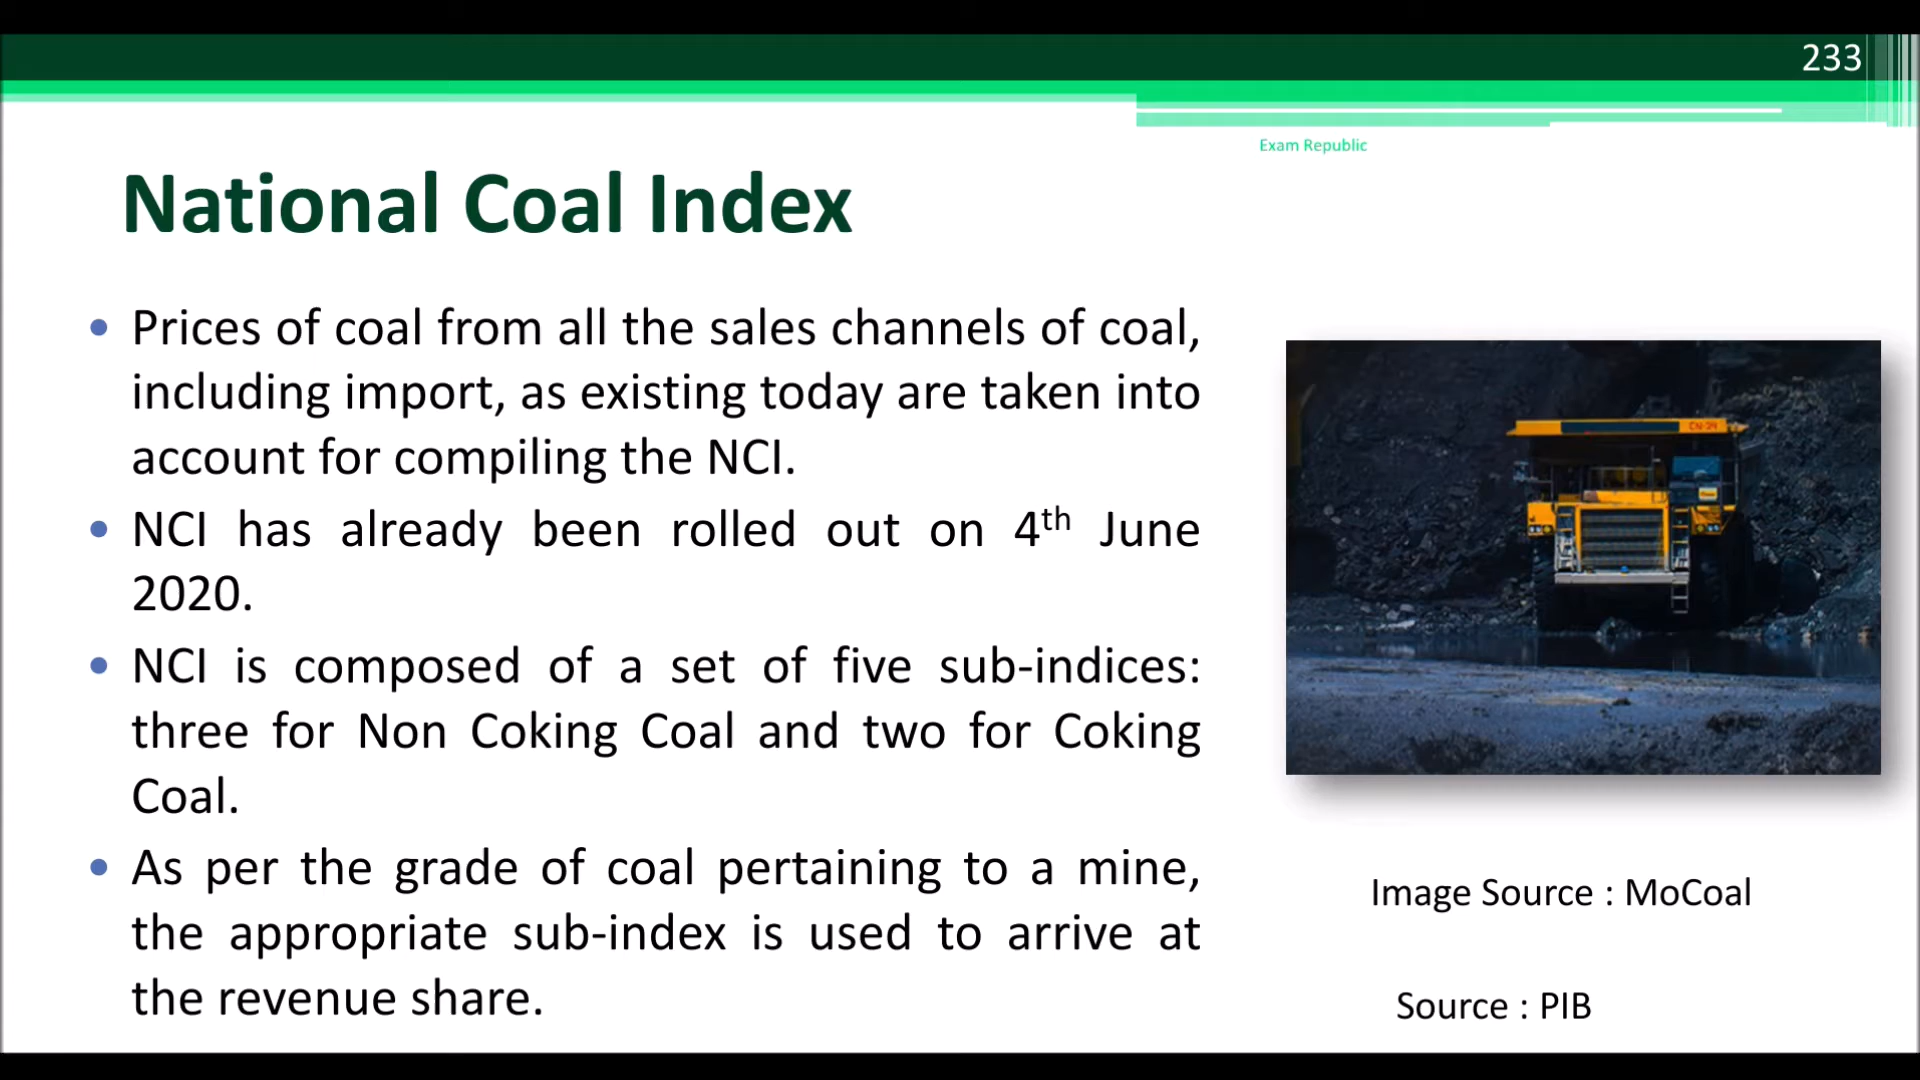 233
Exam Republic
National Coal Index
• Prices of coal from all the sales channels of coal,
including import, as existing today are taken into
account for compiling the NCI.
• NCI has already been rolled out on 4th June
2020.
• NCI is composed of a set of five sub-indices:
three for Non Coking Coal and two for Coking
Coal.
• As per the grade of coal pertaining to a mine,
the appropriate sub-index is used to arrive at
the revenue share.
Image Source : MoCoal
Source : PIB